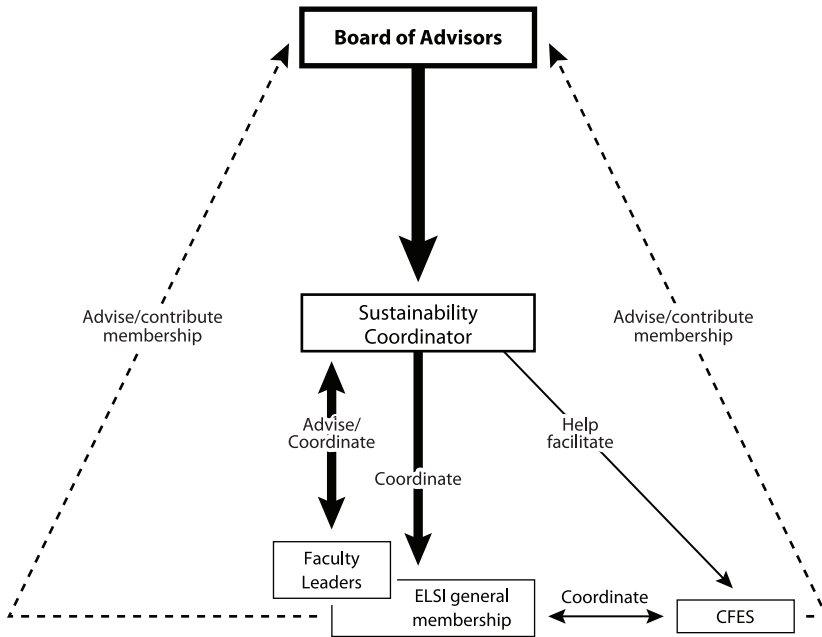 Board of Advisors
Sustainability
Coordinator
Advise/contribute
membership
Advise/contribute
membership
Advise/
Coordinate
Help
facilitate
Coordinate
Faculty
Leaders
ELSI general
membership
Coordinate
CFES